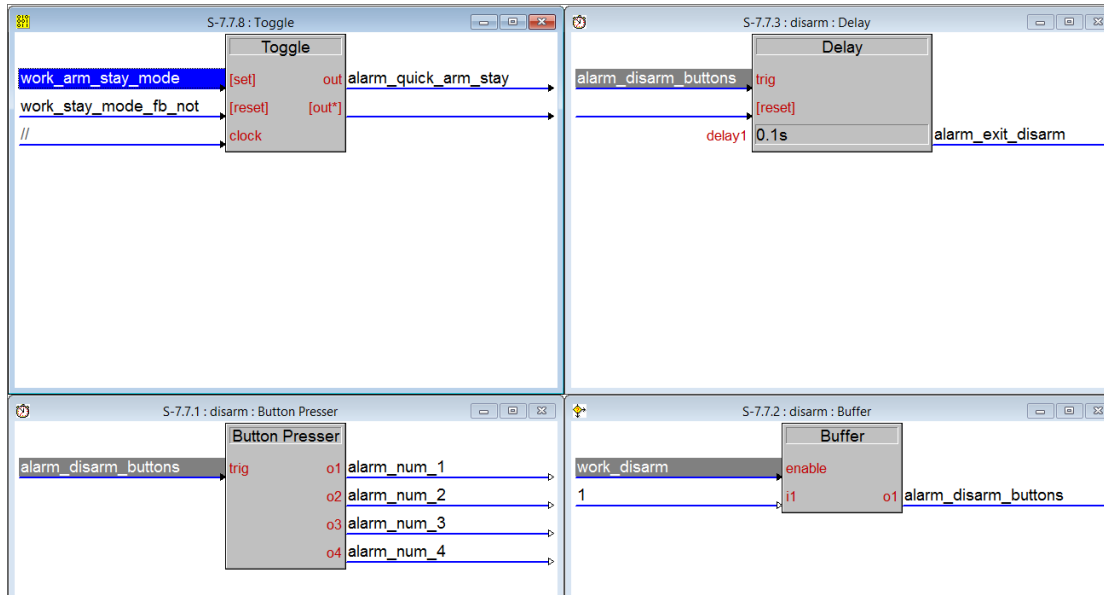 S-7.7.8 : Toggle
Toggle
work_arm_stay_mode [set] out alarm_quick_arm_stay
work_stay_mode_fb_not [reset] [out*]
// clock
S-7.7.3 : disarm : Delay
Delay
alarm_disarm_buttons trig
[reset]
delay1 0.1s alarm_exit_disarm
S-7.7.1 : disarm : Button Presser
Button Presser
alarm_disarm_buttons trig o1 alarm_num_1
o2 alarm_num_2
o3 alarm_num_3
o4 alarm_num_4
S-7.7.2 : disarm : Buffer
Buffer
work_disarm enable
1 i1 o1 alarm_disarm_buttons